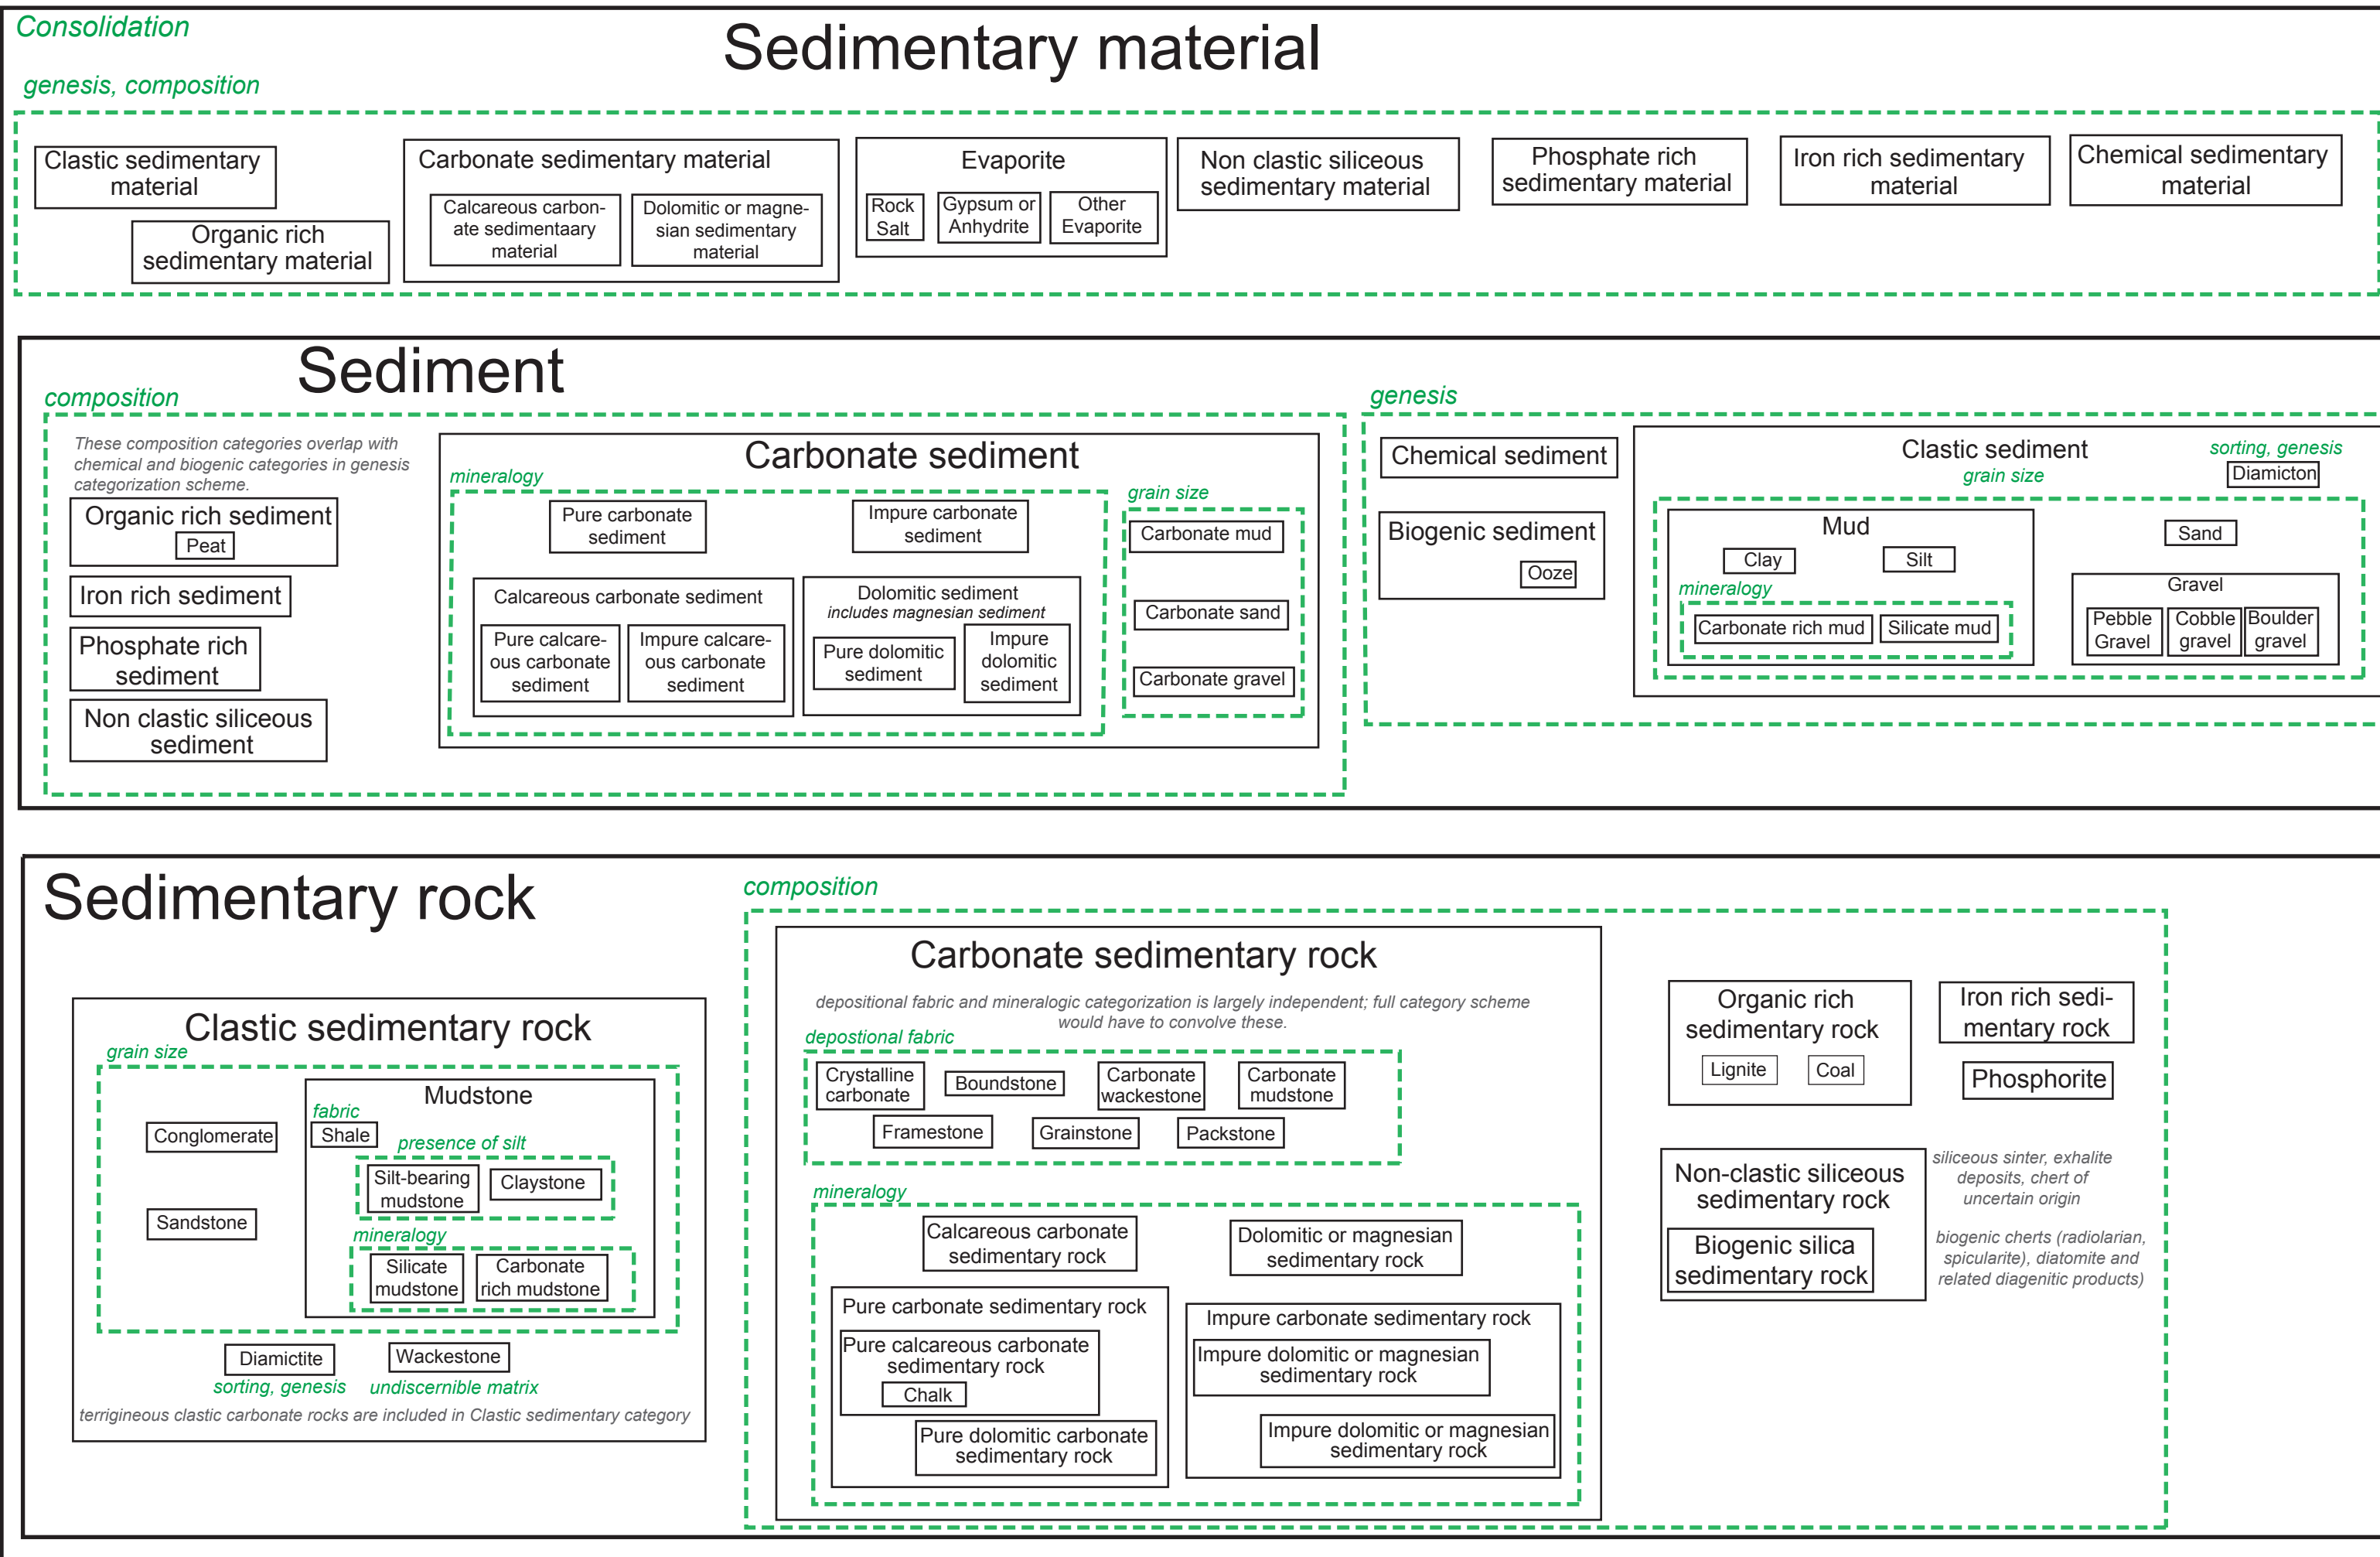 Consolidation
Sedimentary material
genesis, composition
Clastic sedimentary
material
Organic rich
sedimentary material
Carbonate sedimentary material
Calcareous carbon-
ate sedimentaary
material
Dolomitic or magne-
sian sedimentary
material
Evaporite
Rock
Salt
Gypsum or
Anhydrite
Other
Evaporite
Non clastic siliceous
sedimentary material
Phosphate rich
sedimentary material
Iron rich sedimentary
material
Chemical sedimentary
material
Sediment
composition
These composition categories overlap with
chemical and biogenic categories in genesis
categorization scheme.
Organic rich sediment
Peat
Iron rich sediment
Phosphate rich
sediment
Non clastic siliceous
sediment
Carbonate sediment
mineralogy
Pure carbonate
sediment
Impure carbonate
sediment
Calcareous carbonate sediment
Pure calcare-
ous carbonate
sediment
Impure calcare-
ous carbonate
sediment
Dolomitic sediment
includes magnesian sediment
Pure dolomitic
sediment
Impure
dolomitic
sediment
grain size
Carbonate mud
Carbonate sand
Carbonate gravel
genesis
Chemical sediment
Biogenic sediment
Ooze
Clastic sediment
grain size
sorting, genesis
Diamicton
Mud
Clay
Silt
mineralogy
Carbonate rich mud
Silicate mud
Sand
Gravel
Pebble
Gravel
Cobble
gravel
Boulder
gravel
Sedimentary rock
Clastic sedimentary rock
grain size
Conglomerate
Sandstone
Mudstone
fabric
Shale
presence of silt
Silt-bearing
mudstone
Claystone
mineralogy
Silicate
mudstone
Carbonate
rich mudstone
Diamictite
sorting, genesis
Wackestone
undiscernible matrix
terrigineous clastic carbonate rocks are included in Clastic sedimentary category
composition
Carbonate sedimentary rock
depositional fabric and mineralogic categorization is largely independent; full category scheme
would have to convolve these.
depostional fabric
Crystalline
carbonate
Boundstone
Carbonate
wackestone
Carbonate
mudstone
Framestone
Grainstone
Packstone
mineralogy
Calcareous carbonate
sedimentary rock
Dolomitic or magnesian
sedimentary rock
Pure carbonate sedimentary rock
Pure calcareous carbonate
sedimentary rock
Chalk
Pure dolomitic carbonate
sedimentary rock
Impure carbonate sedimentary rock
Impure dolomitic or magnesian
sedimentary rock
Impure dolomitic or magnesian
sedimentary rock
Organic rich
sedimentary rock
Lignite
Coal
Iron rich sedi-
mentary rock
Phosphorite
Non-clastic siliceous
sedimentary rock
Biogenic silica
sedimentary rock
siliceous sinter, exhalite
deposits, chert of
uncertain origin
biogenic cherts (radiolarian,
spicularite), diatomite and
related diagenitic products)